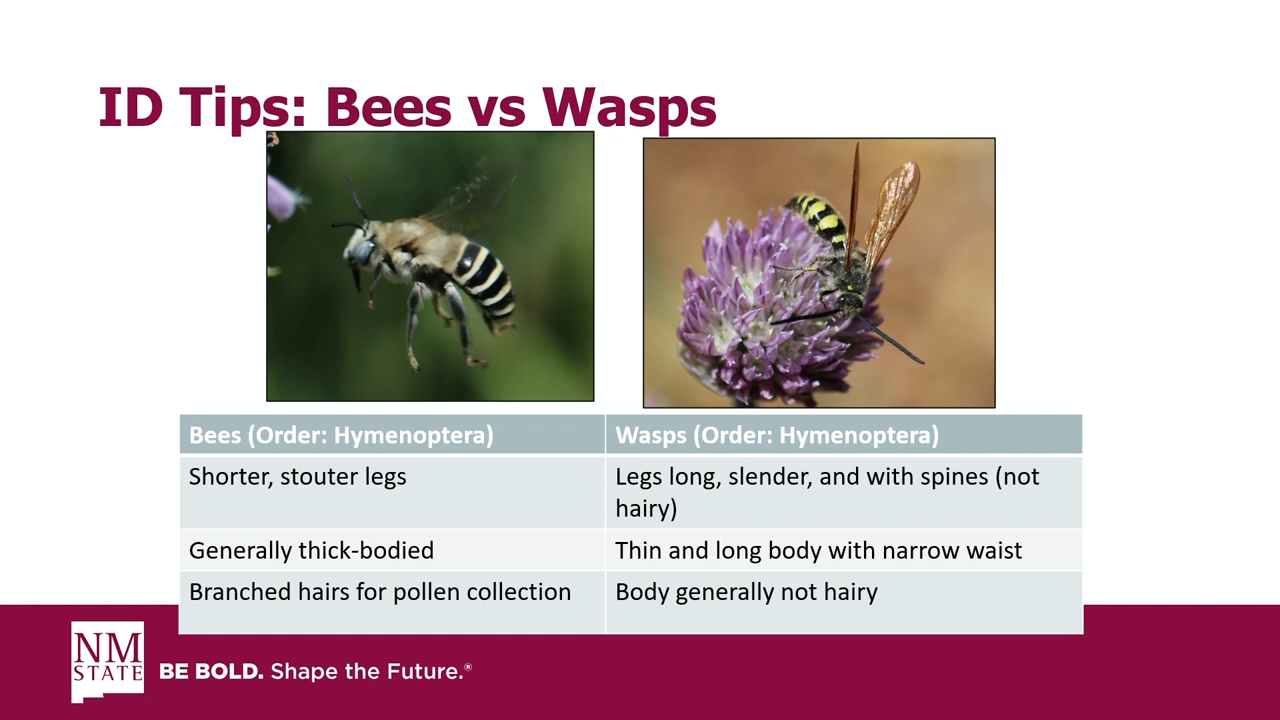 ID Tips: Bees vs Wasps
Bees (Order: Hymenoptera)
Wasps (Order: Hymenoptera)
Shorter, stouter legs
Legs long, slender, and with spines (not
hairy)
Generally thick-bodied
Thin and long body with narrow waist
Branched hairs for pollen collection
Body generally not hairy
NM
STATE
BE BOLD. Shape the Future.®